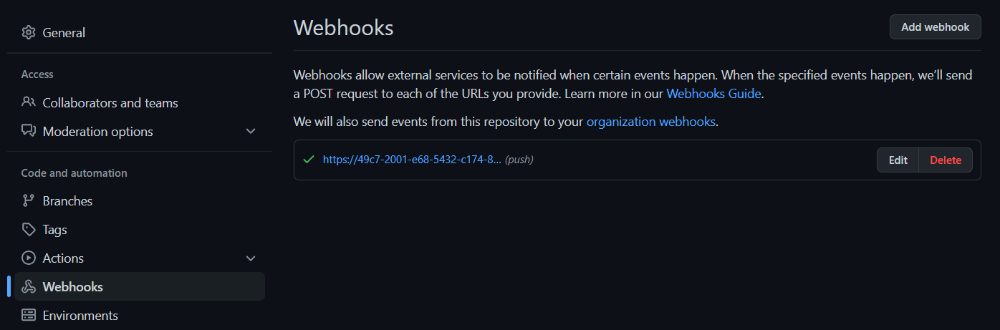 General
Access
Collaborators and teams
Moderation options
Code and automation
Branches
Tags
Actions
Webhooks
Environments
Webhooks
Add webhook
Webhooks allow external services to be notified when certain events happen. When the specified events happen, we’ll send
a POST request to each of the URLs you provide. Learn more in our Webhooks Guide.
We will also send events from this repository to your organization webhooks.
https://49c7-2001-e68-5432-c174-8... (push)
Edit
Delete